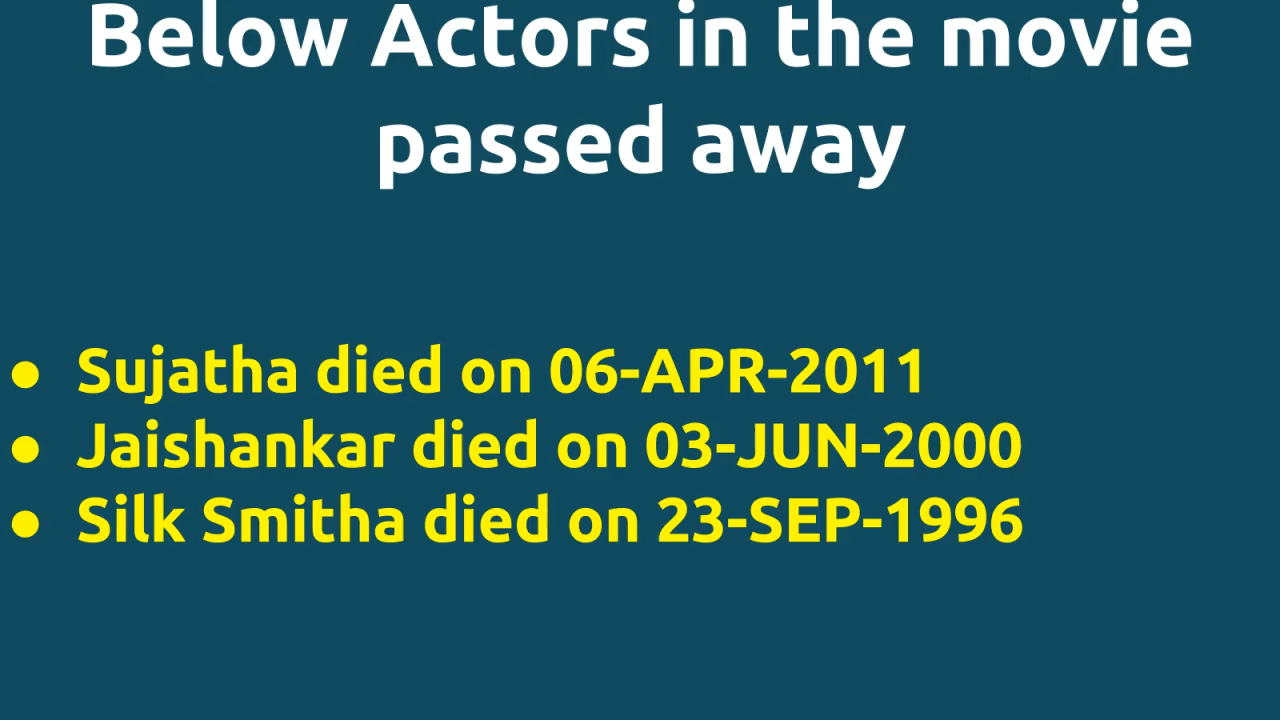 Below Actors in the movie
passed away
● Sujatha died on 06-APR-2011
● Jaishankar died on 03-JUN-2000
● Silk Smitha died on 23-SEP-1996